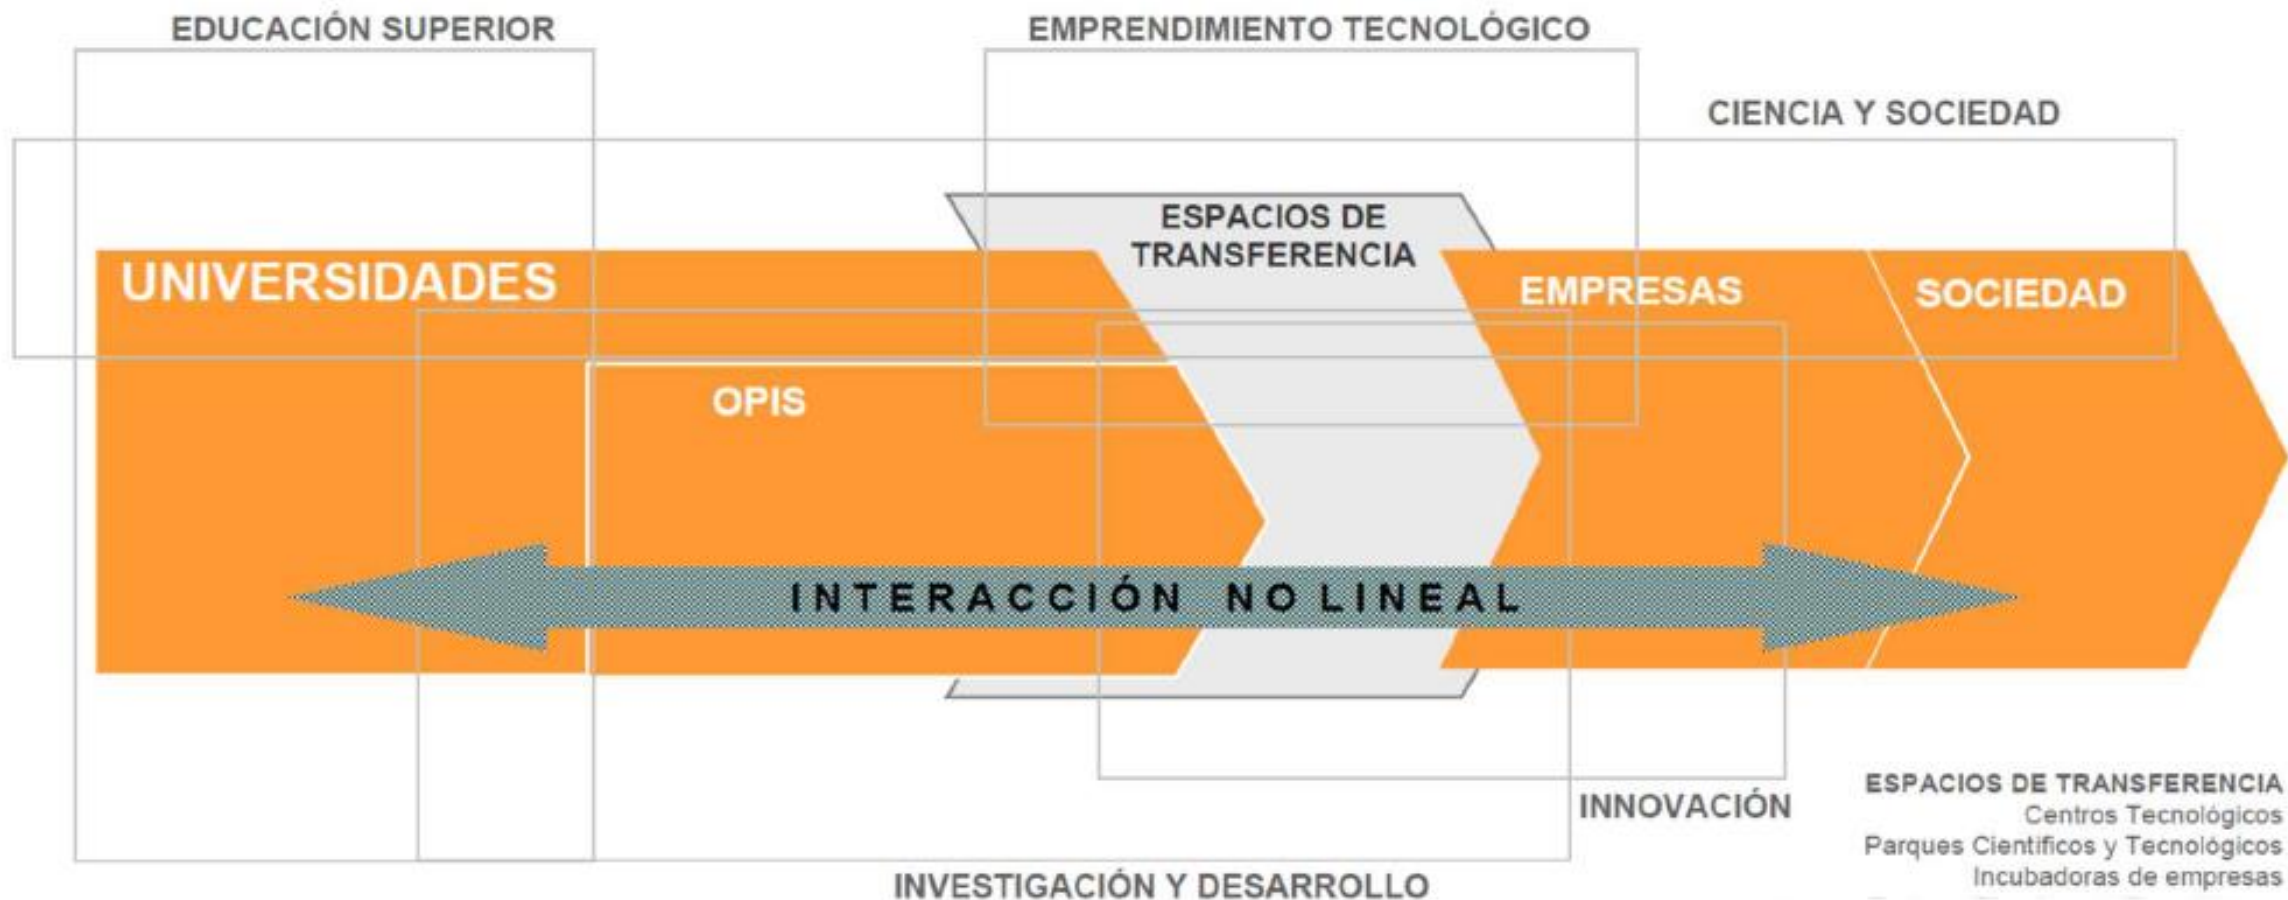 EDUCACIÓN SUPERIOR
EMPRENDIMIENTO TECNOLÓGICO
CIENCIA Y SOCIEDAD
ESPACIOS DE
TRANSFERENCIA
UNIVERSIDADES
EMPRESAS
SOCIEDAD
OPIS
INTERACCIÓN NO LINEAL
INNOVACIÓN
INVESTIGACIÓN Y DESARROLLO
ESPACIOS DE TRANSFERENCIA
Centros Tecnológicos
Parques Científicos y Tecnológicos
Incubadoras de empresas